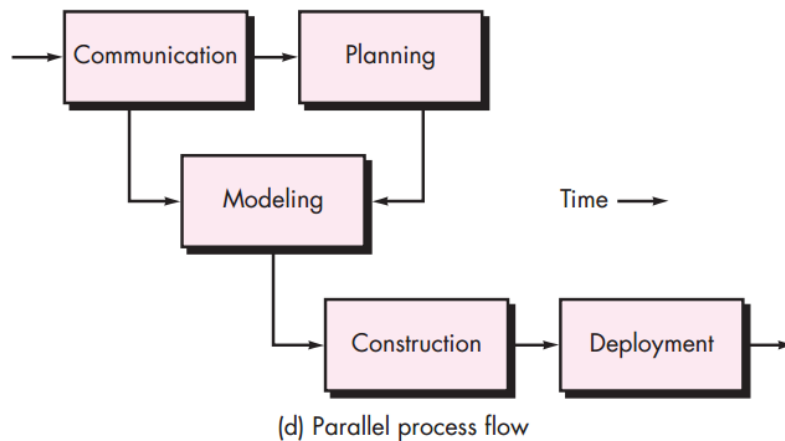 Communication
Planning
Modeling
Time
Construction
Deployment
(d) Parallel process flow